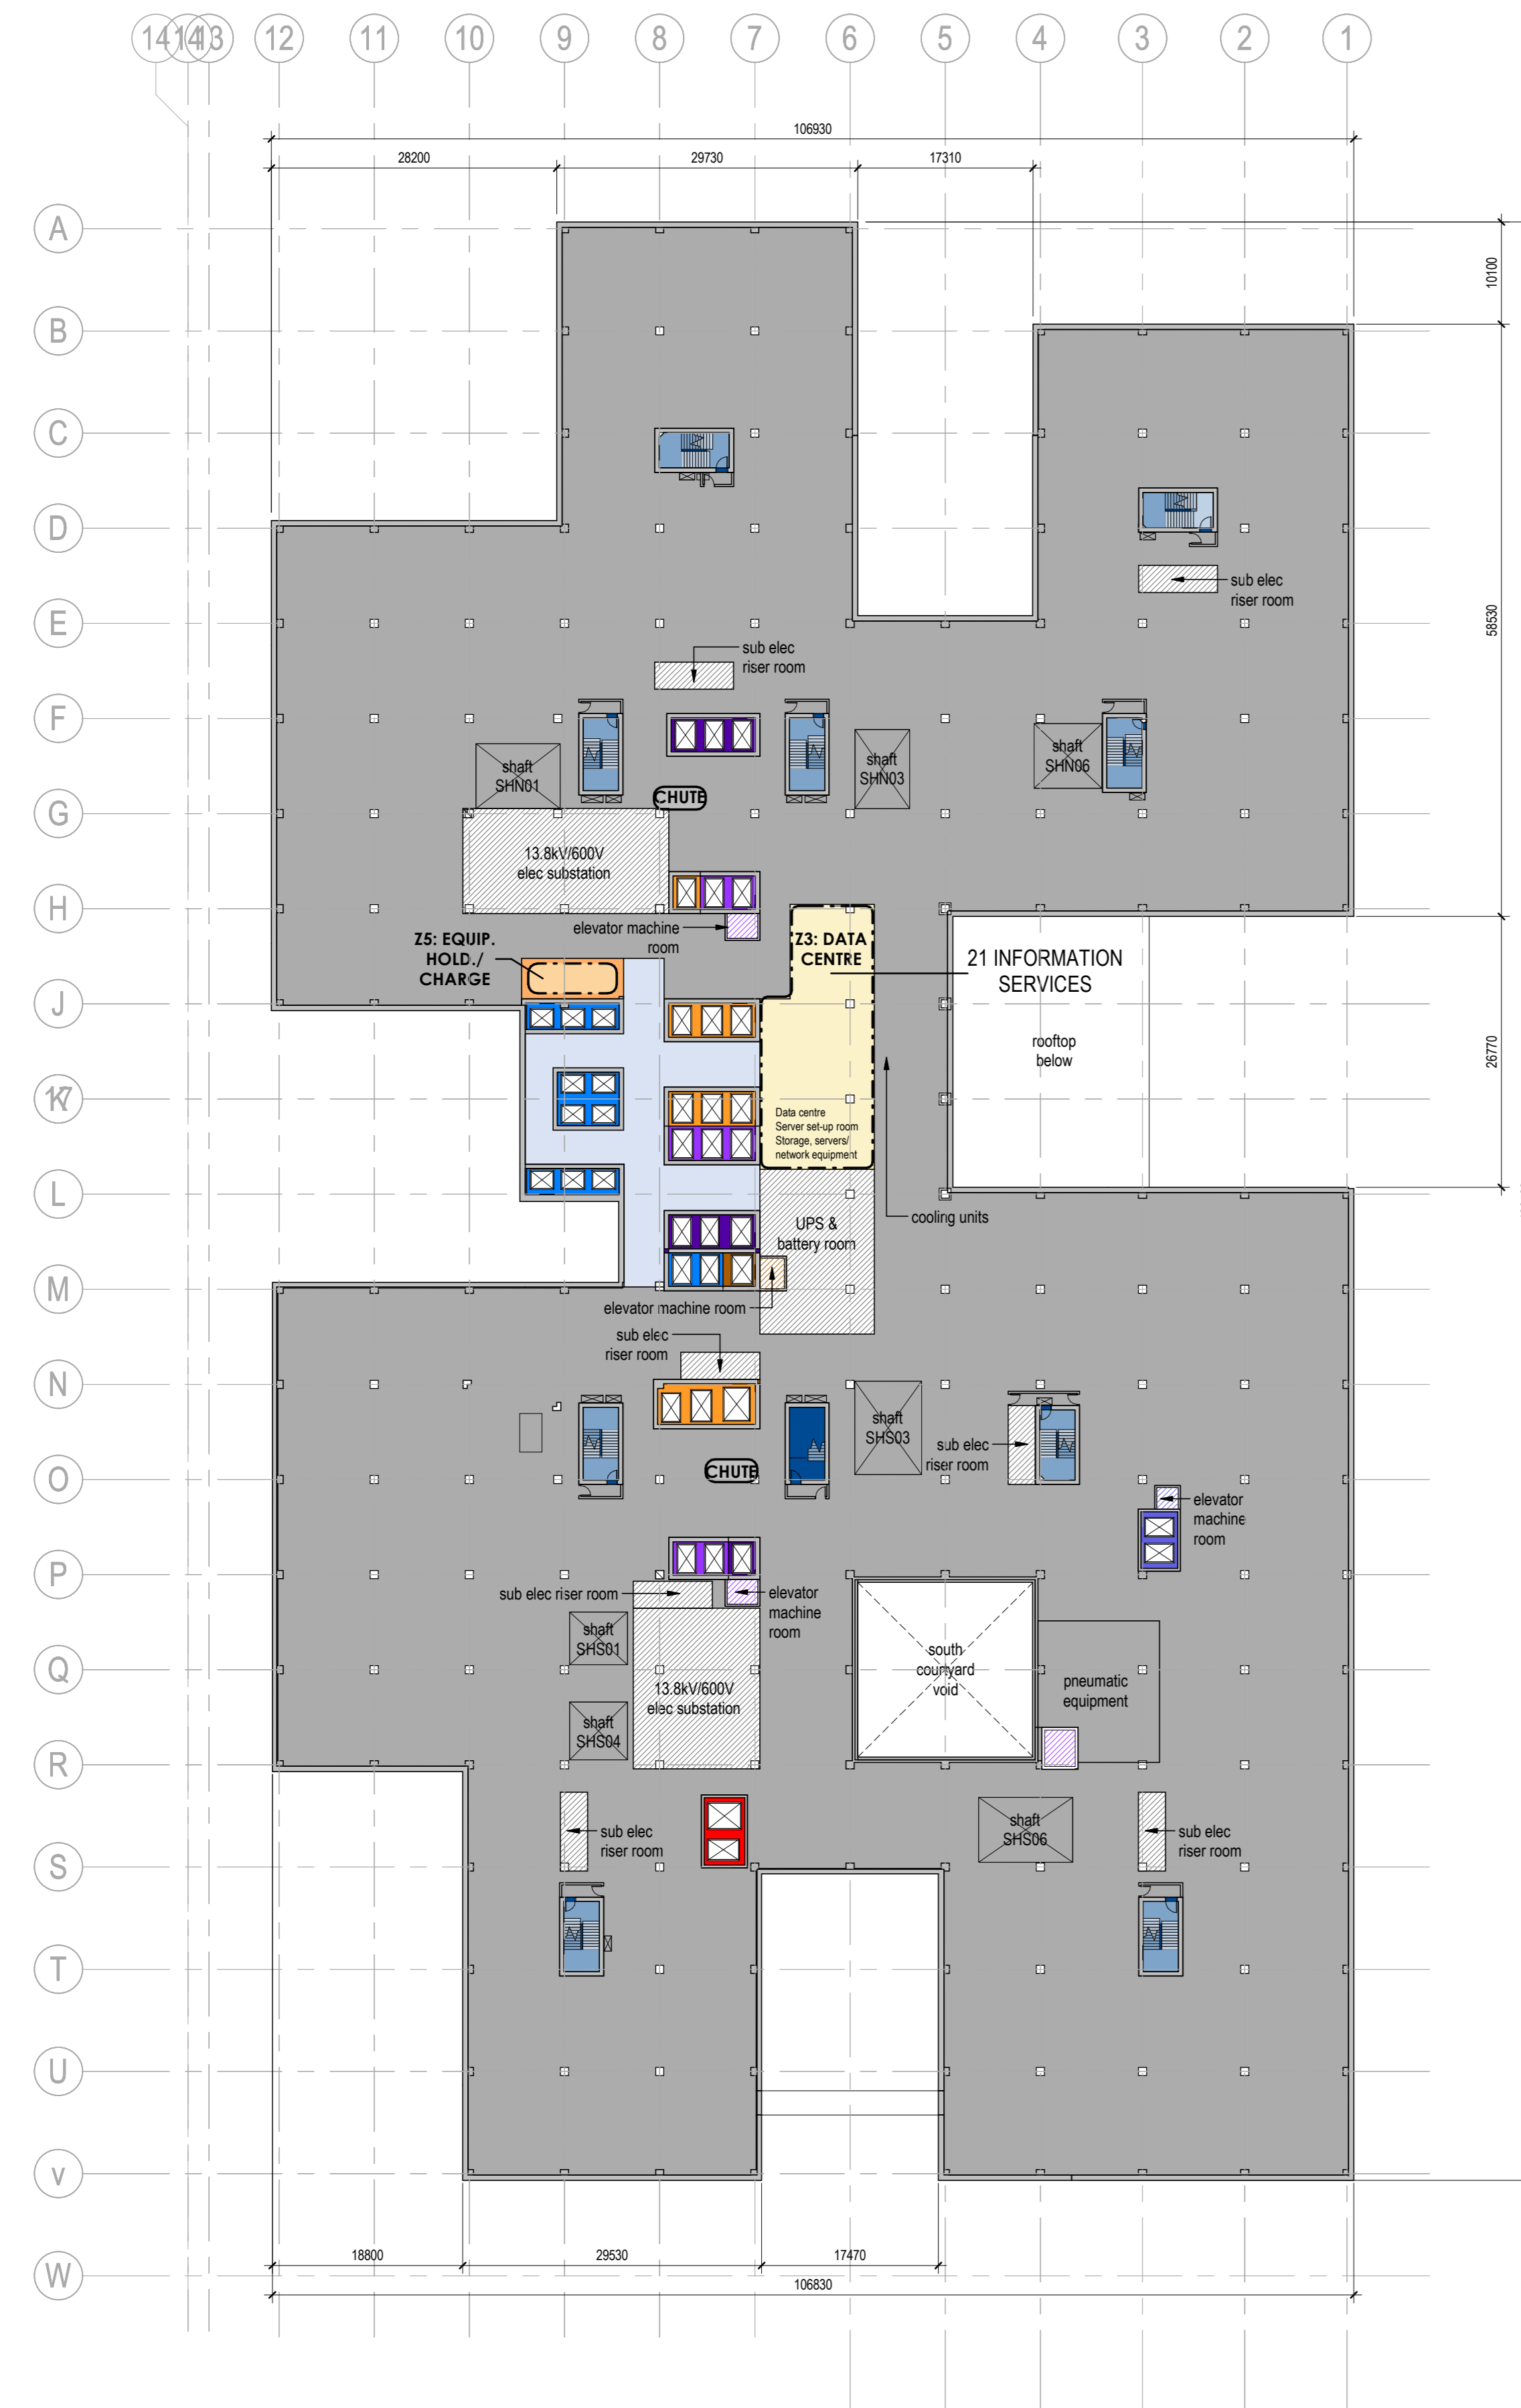 14
14
13
12
11
10
9
8
7
6
5
4
3
2
1
106930
28200
29730
17310
A
10100
B
C
D
sub elec
riser room
E
58530
sub elec
riser room
F
shaft
SHN01
shaft
SHN03
shaft
SHN06
CHUTE
G
13.8kV/600V
elec substation
H
elevator machine
room
Z5: EQUIP.
HOLD./
CHARGE
Z3: DATA
CENTRE
21 INFORMATION
SERVICES
J
rooftop
below
26770
K
17
Data centre
Server set-up room
Storage, servers/
network equipment
L
cooling units
UPS &
battery room
M
elevator machine room
sub elec
riser room
N
shaft
SHS03
sub elec
riser room
CHUTE
O
elevator
machine
room
P
sub elec riser room
elevator
machine
room
shaft
SHS01
south
courtyard
void
Q
13.8kV/600V
elec substation
pneumatic
equipment
shaft
SHS04
R
sub elec
riser room
shaft
SHS06
sub elec
riser room
S
T
U
v
18800
29530
17470
W
106830